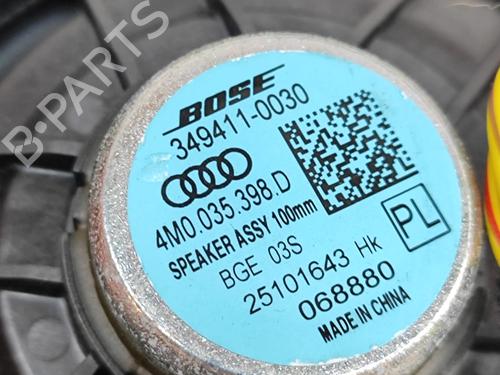 BOSE
349411-0030
4M0.035.398.D
SPEAKER ASSY 100mm
PL
BGE 03S
25101643 Hk
068880
MADE IN CHINA
B-PARTS